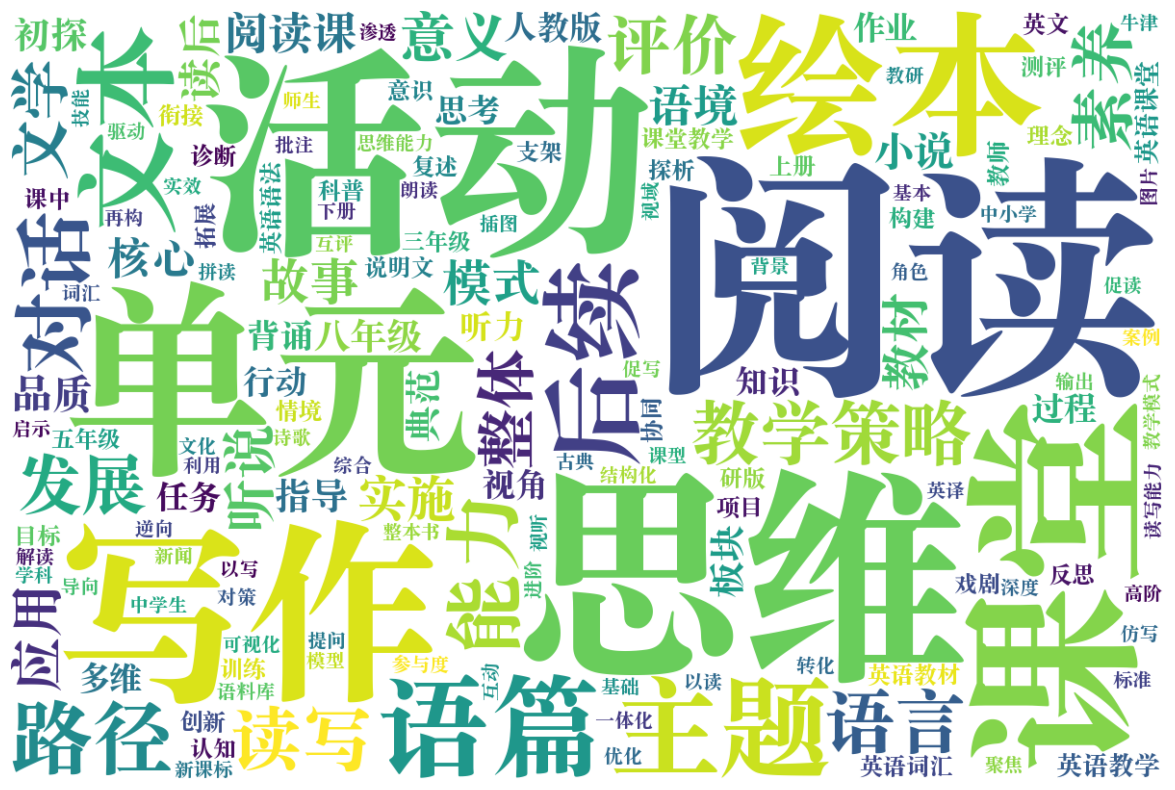 初探
文本
读后
阅读课
渗透
意义
人教版
评价
绘本
作业
英文
素养
牛津
文学
技能
衔接
活动
师生
意识
思考
语境
教研
测评
英语课堂
驱动
诊断
批注
思维能力
支架
课堂教学
小说
理念
课中
实效
复述
探析
上册
教师
图片
再构
拓展
英语语法
科普
朗读
下册
插图
视域
阅读
基本
构建
中小学
对话
核心
拼读
互评
三年级
说明文
模式
背景
角色
促读
词汇
故事
后续
单元
背诵
八年级
听力
教材
案例
品质
行动
典范
整体
促写
知识
输出
过程
启示
五年级
情境
诗歌
协同
教学策略
教学模式
文化
利用
听说
综合
古典
课型
发展
任务
指导
实施
视角
结构化
研版
英译
课堂
读写能力
目标
逆向
整本书
能力
视听
板块
项目
思维
解读
学科
写作
新闻
以写
进阶
戏剧
深度
反思
高阶
导向
中学生
对策
应用
可视化
提问
仿写
多维
训练
模型
参与度
互动
转化
英语教材
标准
语料库
基础
以读
路径
创新
读写
语篇
一体化
主题
语言
认知
新课标
优化
英语词汇
聚焦
英语教学